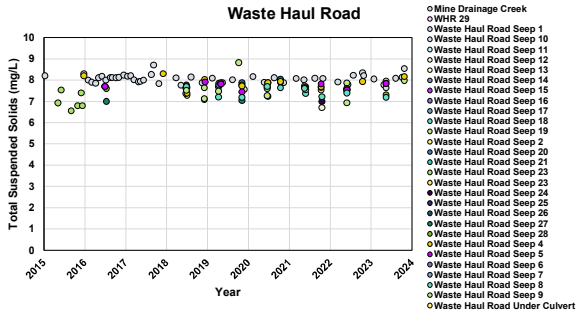 Waste Haul Road
Total Suspended Solids (mg/L)
10
9
8
7
6
5
4
3
2
1
0
2015
2016
2017
2018
2019
2020
2021
2022
2023
2024
Year
Mine Drainage Creek
WHR 29
Waste Haul Road Seep 1
Waste Haul Road Seep 10
Waste Haul Road Seep 11
Waste Haul Road Seep 12
Waste Haul Road Seep 13
Waste Haul Road Seep 14
Waste Haul Road Seep 15
Waste Haul Road Seep 16
Waste Haul Road Seep 17
Waste Haul Road Seep 18
Waste Haul Road Seep 19
Waste Haul Road Seep 2
Waste Haul Road Seep 20
Waste Haul Road Seep 21
Waste Haul Road Seep 23
Waste Haul Road Seep 23
Waste Haul Road Seep 24
Waste Haul Road Seep 25
Waste Haul Road Seep 26
Waste Haul Road Seep 27
Waste Haul Road Seep 28
Waste Haul Road Seep 4
Waste Haul Road Seep 5
Waste Haul Road Seep 6
Waste Haul Road Seep 7
Waste Haul Road Seep 8
Waste Haul Road Seep 9
Waste Haul Road Under Culvert